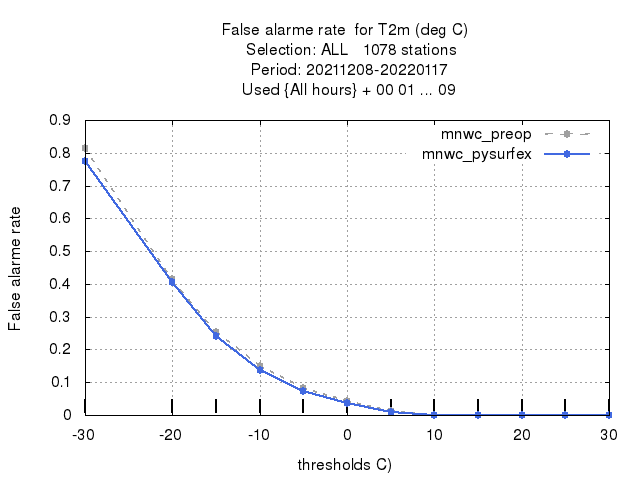 False alarme rate  for T2m (deg C)
Selection: ALL   1078 stations
Period: 20211208-20220117
Used {All hours} + 00 01 ... 09
mnwc_preop
mnwc_pysurfex
False alarme rate
0.9
0.8
0.7
0.6
0.5
0.4
0.3
0.2
0.1
0
-30 -20 -10 0 10 20 30
thresholds C)